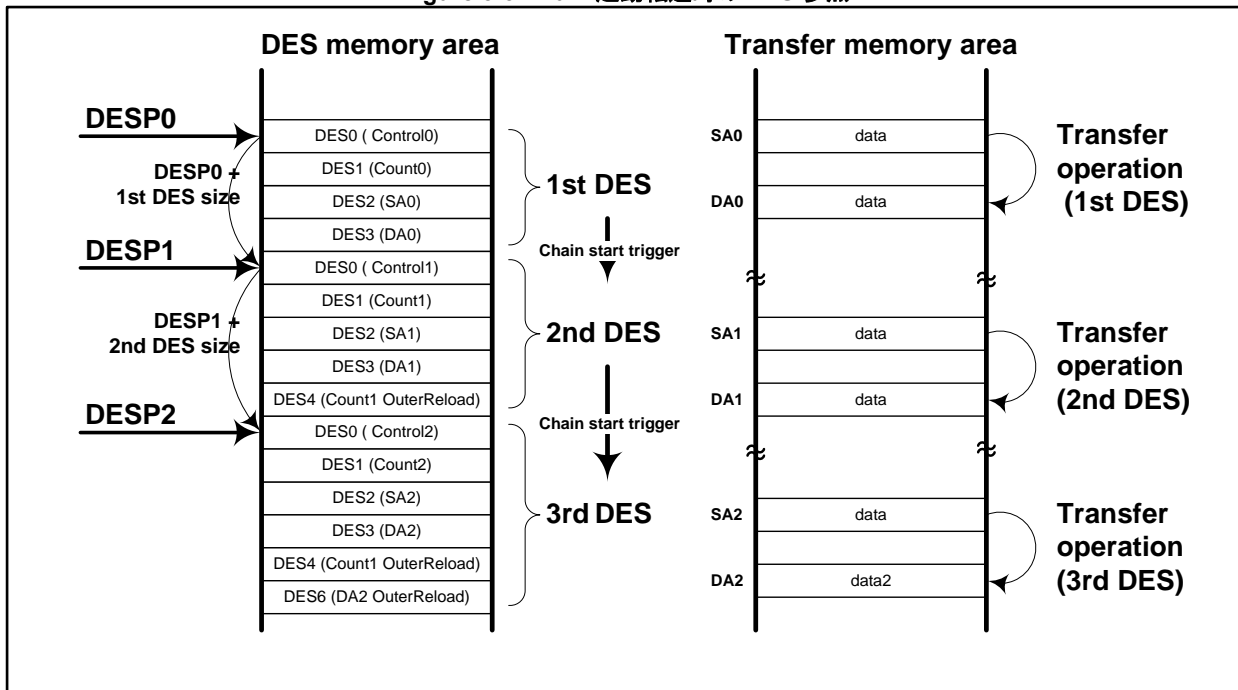 DES memory area
Transfer memory area
DESP0
DES0 ( Control0)
DES1 (Count0)
DES2 (SA0)
DES3 (DA0)
DESP0 +
1st DES size
1st DES
Chain start trigger
DESP1
DES0 ( Control1)
DES1 (Count1)
DES2 (SA1)
DES3 (DA1)
DES4 (Count1 OuterReload)
DESP1 +
2nd DES size
2nd DES
Chain start trigger
DESP2
DES0 ( Control2)
DES1 (Count2)
DES2 (SA2)
DES3 (DA2)
DES4 (Count1 OuterReload)
DES6 (DA2 OuterReload)
3rd DES
SA0
data
DA0
data
Transfer
operation
(1st DES)
SA1
data
DA1
data
Transfer
operation
(2nd DES)
SA2
data
DA2
data2
Transfer
operation
(3rd DES)